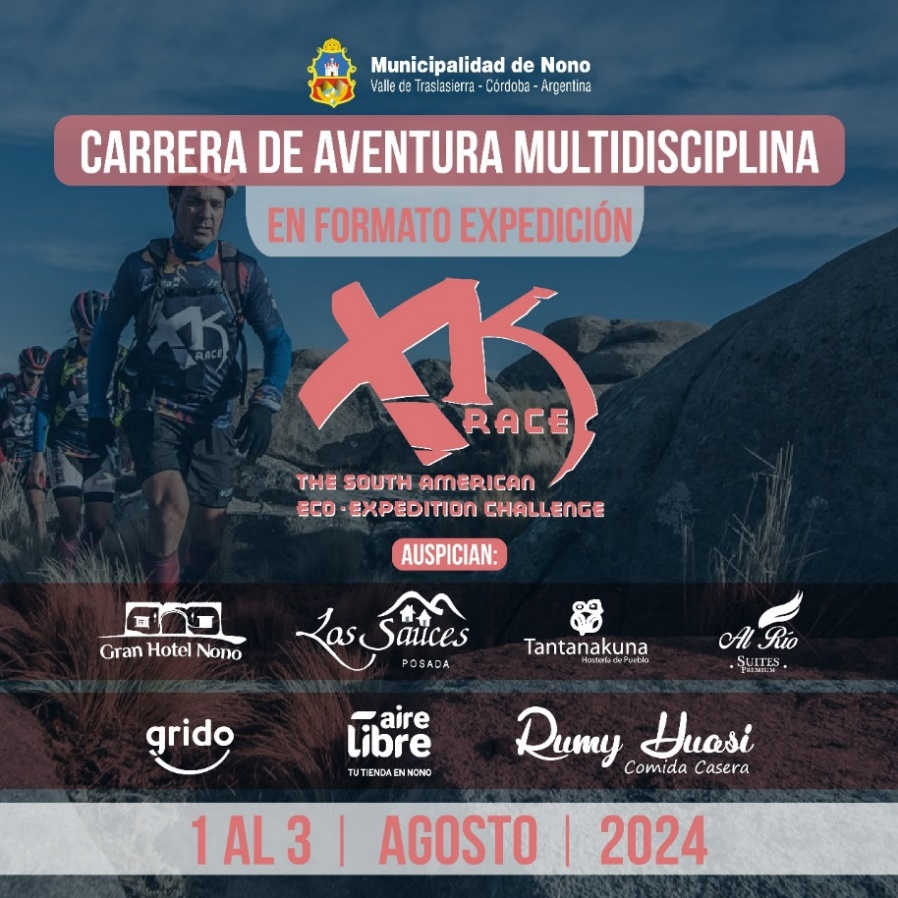 Municipalidad de Nono
Valle de Traslasierra - Córdoba - Argentina
CARRERA DE AVENTURA MULTIDISCIPLINA
EN FORMATO EXPEDICIÓN
XK
RACE
XK
RACE
THE SOUTH AMERICAN
ECO-EXPEDITION CHALLENGE
AUSPICIAN:
Gran Hotel Nono
Los Sauces
POSADA
Tantanakuna
Hostería de Pueblo
Al Río
SUITES
PREMIUM
grido
aire
libre
TU TIENDA EN NONO
Rumy Huasi
Comida Casera
1 AL 3 | AGOSTO | 2024